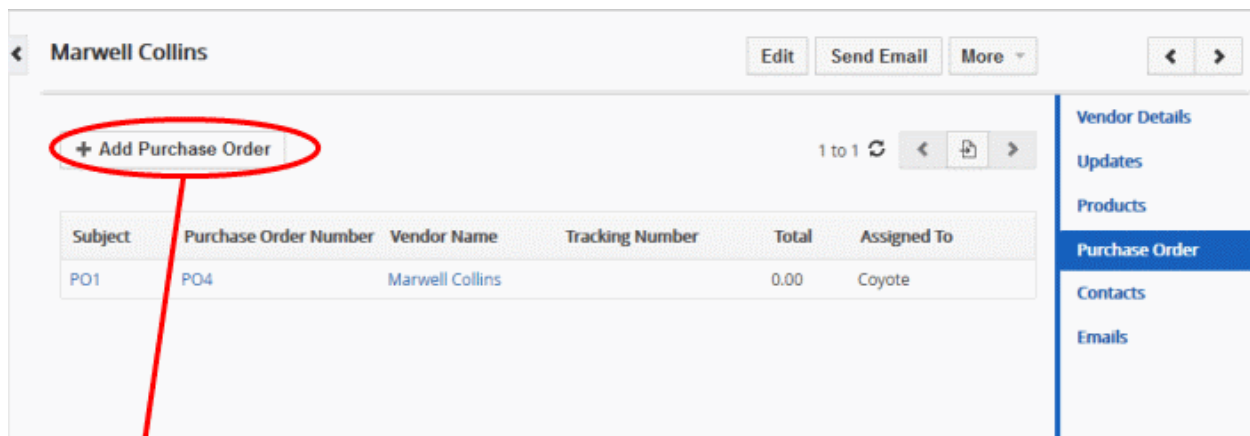 Marwell Collins Edit Send Email More
Vendor Details
+ Add Purchase Order 1 to 1
Updates
Products
Subject Purchase Order Number Vendor Name Tracking Number Total Assigned To
Purchase Order
PO1 PO4 Marwell Collins 0.00 Coyote
Contacts
Emails